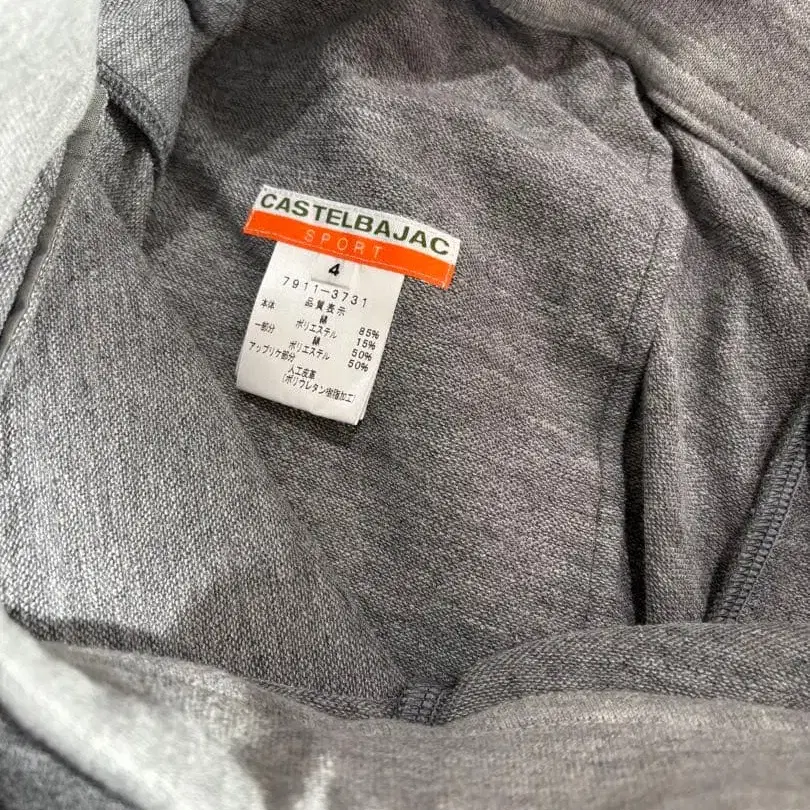 CASTELBAJAC
SPORT
4
7911-3731
品質表示
本体 綿 85%
ポリエステル 15%
一部分 綿 50%
ポリエステル 50%
アップリケ部分
人工皮革
(ポリウレタン樹脂加工)